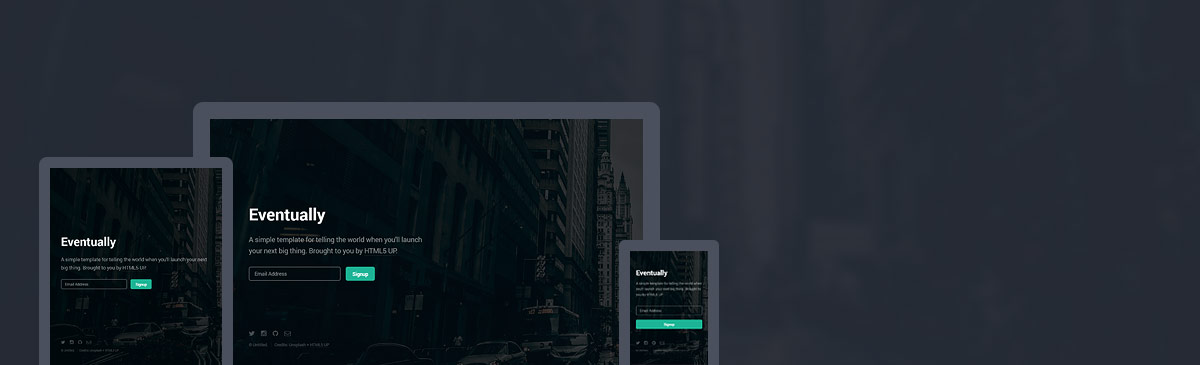 Eventually
A simple template for telling the world when you'll launch
your next big thing. Brought to you by HTML5 UP.
Email Address Signup
© Untitled. Credits: Unsplash + HTML5 UP
Eventually
A simple template for telling the world when you'll launch your next
big thing. Brought to you by HTML5 UP.
Email Address Signup
Eventually
A simple template for telling the world when
you'll launch your next big thing. Brought to
you by HTML5 UP.
Email Address
Signup